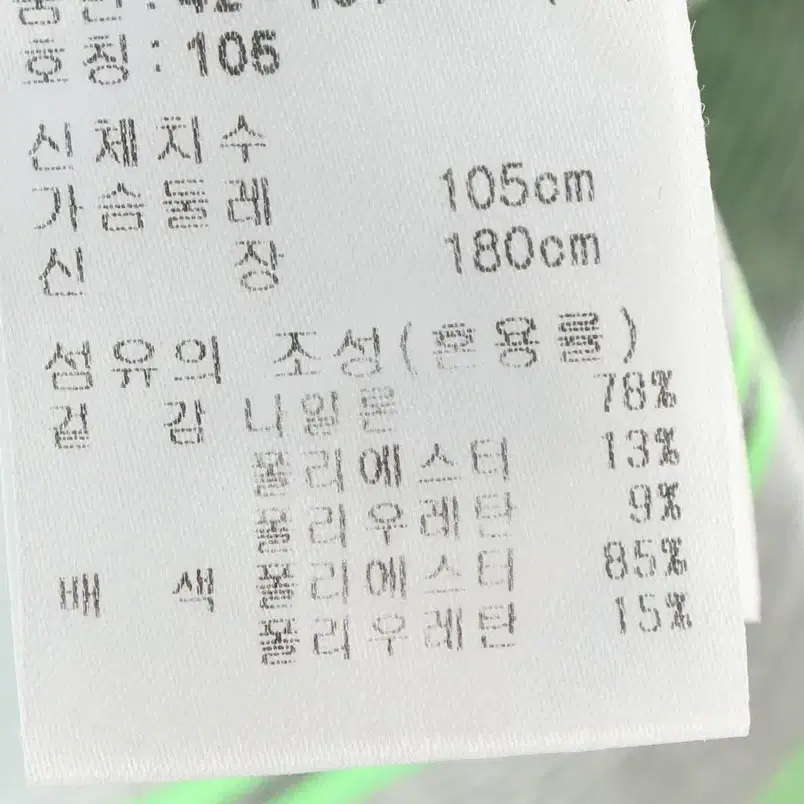 호칭 : 105
신체치수
가슴둘레 105cm
신 장 180cm
섬유의 조성(혼용률)
겉 감 나일론 78%
폴리에스터 13%
폴리우레탄 9%
배 색 폴리에스터 85%
폴리우레탄 15%